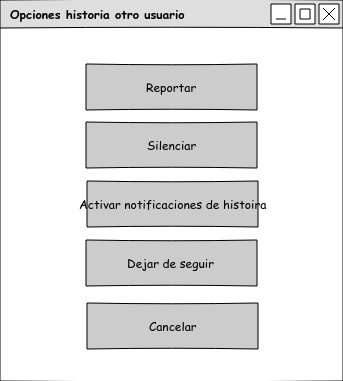 Opciones historia otro usuario
Reportar
Silenciar
Activar notificaciones de histoira
Dejar de seguir
Cancelar